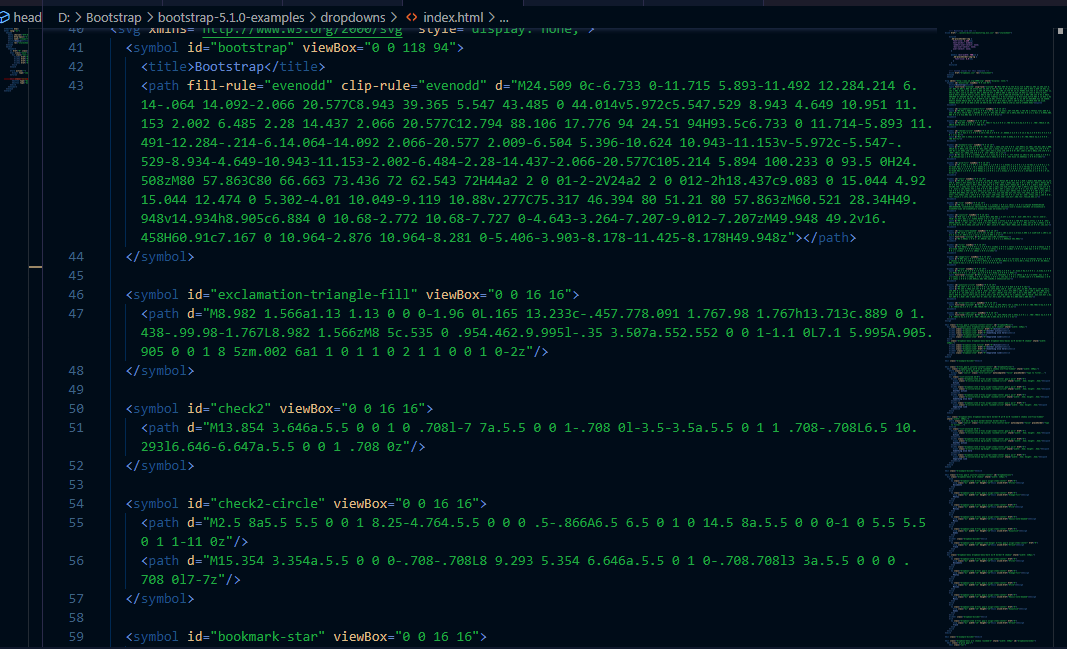 head
D: > Bootstrap > bootstrap-5.1.0-examples > dropdowns > index.html > ...
40 <svg xmlns="http://www.w3.org/2000/svg" style="display: none;">
41 <symbol id="bootstrap" viewBox="0 0 118 94">
42 <title>Bootstrap</title>
43 <path fill-rule="evenodd" clip-rule="evenodd" d="M24.509 0c-6.733 0-11.715 5.893-11.492 12.284.214 6.
14-.064 14.092-2.066 20.577C8.943 39.365 5.547 43.485 0 44.014v5.972c5.547.529 8.943 4.649 10.951 11.
153 2.002 6.485 2.28 14.437 2.066 20.577C12.794 88.106 17.776 94 24.51 94H93.5c6.733 0 11.714-5.893 11.
491-12.284-.214-6.14.064-14.092 2.066-20.577 2.009-6.504 5.396-10.624 10.943-11.153v-5.972c-5.547-.
529-8.934-4.649-10.943-11.153-2.002-6.484-2.28-14.437-2.066-20.577C105.214 5.894 100.233 0 93.5 0H24.
508zM80 57.863C80 66.663 73.436 72 62.543 72H44a2 2 0 01-2-2V24a2 2 0 012-2h18.437c9.083 0 15.044 4.92
15.044 12.474 0 5.302-4.01 10.049-9.119 10.88v.277C75.317 46.394 80 51.21 80 57.863zM60.521 28.34H49.
948v14.934h8.905c6.884 0 10.68-2.772 10.68-7.727 0-4.643-3.264-7.207-9.012-7.207zM49.948 49.2v16.
458H60.91c7.167 0 10.964-2.876 10.964-8.281 0-5.406-3.903-8.178-11.425-8.178H49.948z"></path>
44 </symbol>
45
46 <symbol id="exclamation-triangle-fill" viewBox="0 0 16 16">
47 <path d="M8.982 1.566a1.13 1.13 0 0 0-1.96 0L.165 13.233c-.457.778.091 1.767.98 1.767h13.713c.889 0 1.
438-.99.98-1.767L8.982 1.566zM8 5c.535 0 .954.462.9.995l-.35 3.507a.552.552 0 0 1-1.1 0L7.1 5.995A.905.
905 0 0 1 8 5zm.002 6a1 1 0 1 1 0 2 1 1 0 0 1 0-2z"/>
48 </symbol>
49
50 <symbol id="check2" viewBox="0 0 16 16">
51 <path d="M13.854 3.646a.5.5 0 0 1 0 .708l-7 7a.5.5 0 0 1-.708 0l-3.5-3.5a.5.5 0 1 1 .708-.708L6.5 10.
293l6.646-6.647a.5.5 0 0 1 .708 0z"/>
52 </symbol>
53
54 <symbol id="check2-circle" viewBox="0 0 16 16">
55 <path d="M2.5 8a5.5 5.5 0 0 1 8.25-4.764.5.5 0 0 0 .5-.866A6.5 6.5 0 1 0 14.5 8a.5.5 0 0 0-1 0 5.5 5.5
0 1 1-11 0z"/>
56 <path d="M15.354 3.354a.5.5 0 0 0-.708-.708L8 9.293 5.354 6.646a.5.5 0 1 0-.708.708l3 3a.5.5 0 0 0 .
708 0l7-7z"/>
57 </symbol>
58
59 <symbol id="bookmark-star" viewBox="0 0 16 16">